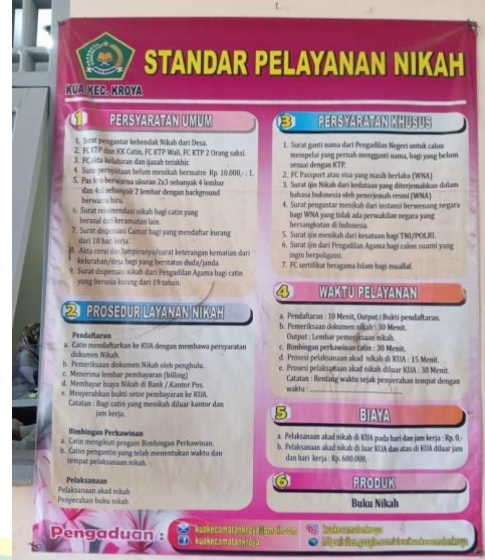 STANDAR PELAYANAN NIKAH
KUA KEC. KROYA
1 PERSYARATAN UMUM
1. Surat pengantar kehendak Nikah dari Desa.
2. FC KTP dan KK Catin, FC KTP Wali, FC KTP 2 Orang saksi.
3. FC Akta kelahiran dan ijazah terakhir.
4. Surat pernyataan belum menikah bermatre Rp. 10.000,- : 1.
5. Pas foto berwarna ukuran 2x3 sebanyak 4 lembar
dan 4x6 sebanyak 2 lembar dengan background
berwarna biru.
6. Surat rekomendasi nikah bagi catin yang
berasal dari kecamatan lain.
7. Surat dispensasi Camat bagi yang mendaftar kurang
dari 10 hari kerja.
8. Akta cerai dan lampirannya/surat keterangan kematian dari
kelurahan/desa bagi yang berstatus duda/janda.
9. Surat dispensasi nikah dari Pengadilan Agama bagi catin
yang berusia kurang dari 19 tahun.
2 PROSEDUR LAYANAN NIKAH
Pendaftaran
a. Catin mendaftarkan ke KUA dengan membawa persyaratan
dokumen Nikah.
b. Pemeriksaan dokumen Nikah oleh penghulu.
c. Menerima lembar pembayaran (billing)
d. Membayar biaya Nikah di Bank / Kantor Pos.
e. Menyerahkan bukti setor pembayaran ke KUA.
Catatan : Bagi catin yang menikah diluar kantor dan
jam kerja.
Bimbingan Perkawinan
a. Catin mengikuti progam Bimbingan Perkawinan.
b. Calon pengantin yang telah menentukan waktu dan
tempat pelaksanaan nikah.
Pelaksanaan
Pelaksanaan akad nikah
Penyerahan buku nikah
3 PERSYARATAN KHUSUS
1. Surat ganti nama dari Pengadilan Negeri untuk calon
mempelai yang pernah mengganti nama, bagi yang belum
sesuai dengan KTP.
2. FC Passport atau visa yang masih berlaku (WNA)
3. Surat ijin Nikah dari kedutaan yang diterjemahkan dalam
bahasa Indonesia oleh penerjemah resmi (WNA)
4. Surat pengantar menikah dari instansi berwenang negara
bagi WNA yang tidak ada perwakilan negara yang
bersangkutan di Indonesia.
5. Surat ijin menikah dari kesatuan bagi TNI/POLRI.
6. Surat ijin dari Pengadilan Agama bagi calon suami yang
ingin berpoligami.
7. FC sertifikat beragama Islam bagi muallaf.
4 WAKTU PELAYANAN
a. Pendaftaran : 10 Menit, Output : Bukti pendaftaran.
b. Pemeriksaan dokumen nikah : 30 Menit.
Output : Lembar pemeriksaan nikah.
c. Bimbingan perkawinan catin : 30 Menit.
d. Prosesi pelaksanaan akad nikah di KUA : 15 Menit.
e. Prosesi pelaksanaan akad nikah diluar KUA : 30 Menit.
Catatan : Rentang waktu sejak penyerahan tempat dengan
waktu :
5 BIAYA
a. Pelaksanaan akad nikah di KUA pada hari dan jam kerja : Rp. 0,-
b. Pelaksanaan akad nikah di luar KUA dan atau di KUA diluar jam
dan hari kerja : Rp. 600.000,-
6 PRODUK
Buku Nikah
Pengaduan :
kuakecamatankroya@gmail.com
kuakecamatankroya
kuakecamatankroya